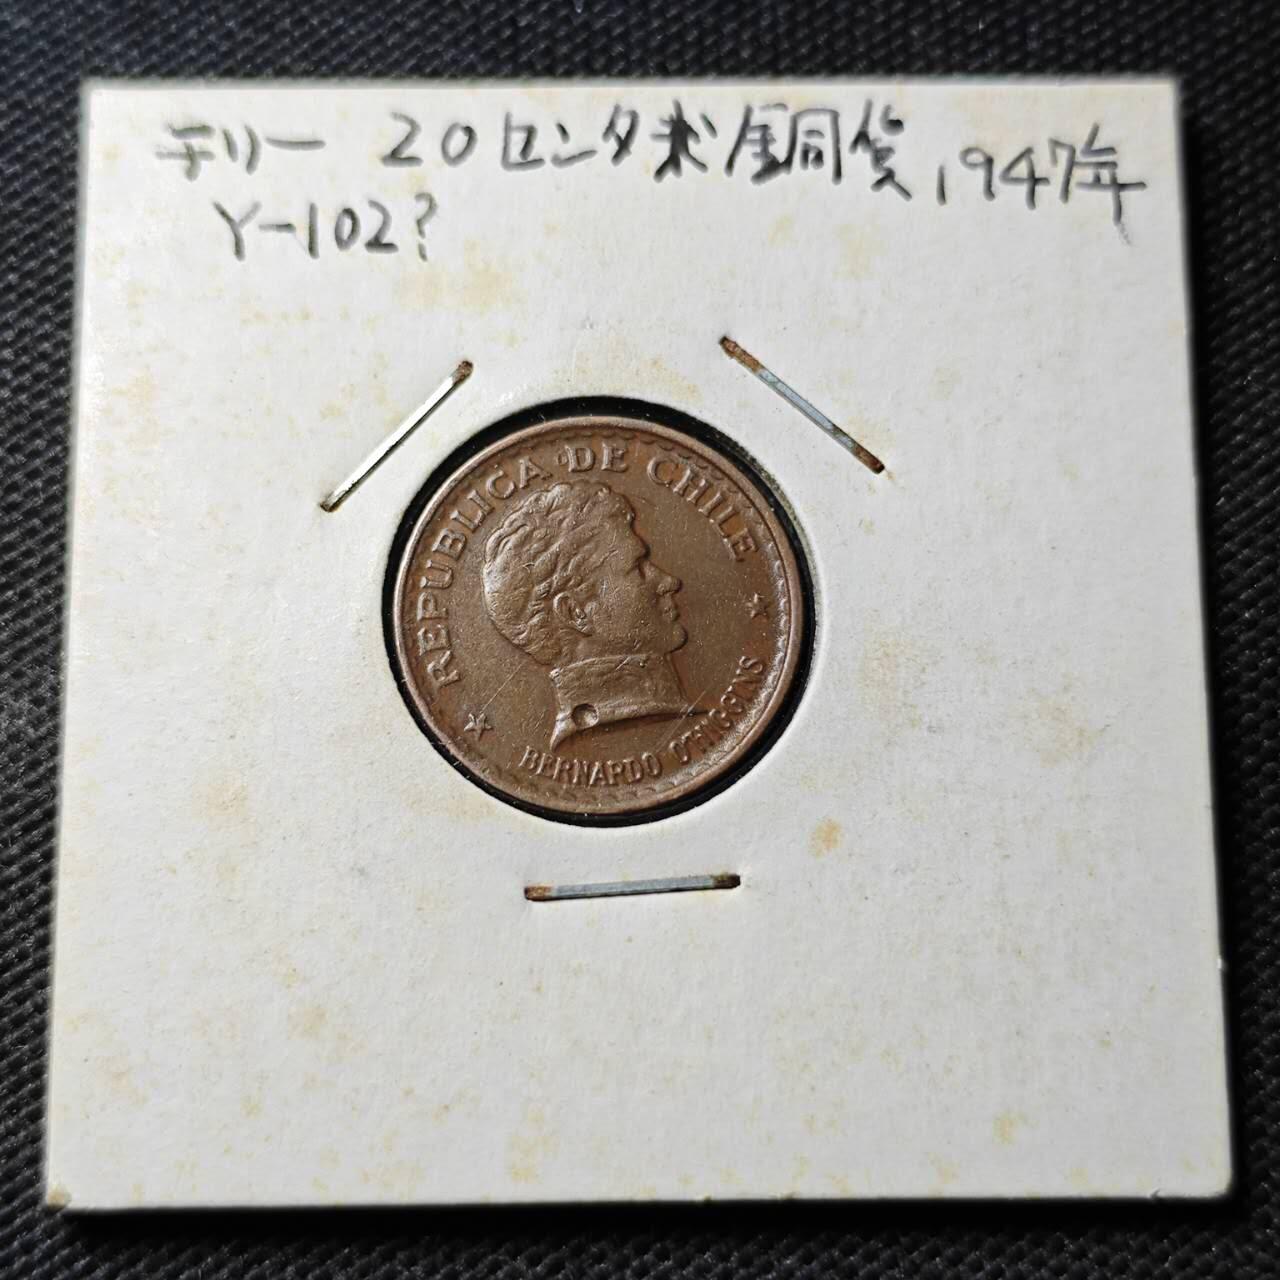 チリー 20センタボ銅貨 1947年
Y-102?
REPUBLICA DE CHILE
BERNARDO O'HIGGINS